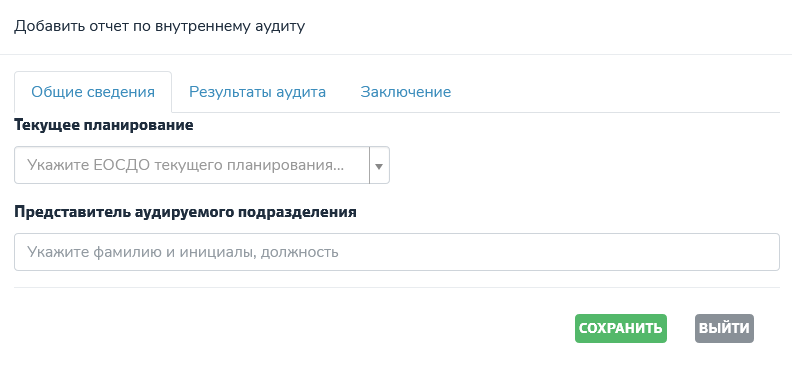 Добавить отчет по внутреннему аудиту
Общие сведения Результаты аудита Заключение
Текущее планирование
Укажите ЕОСДО текущего планирования...
Представитель аудируемого подразделения
Укажите фамилию и инициалы, должность
СОХРАНИТЬ ВЫЙТИ